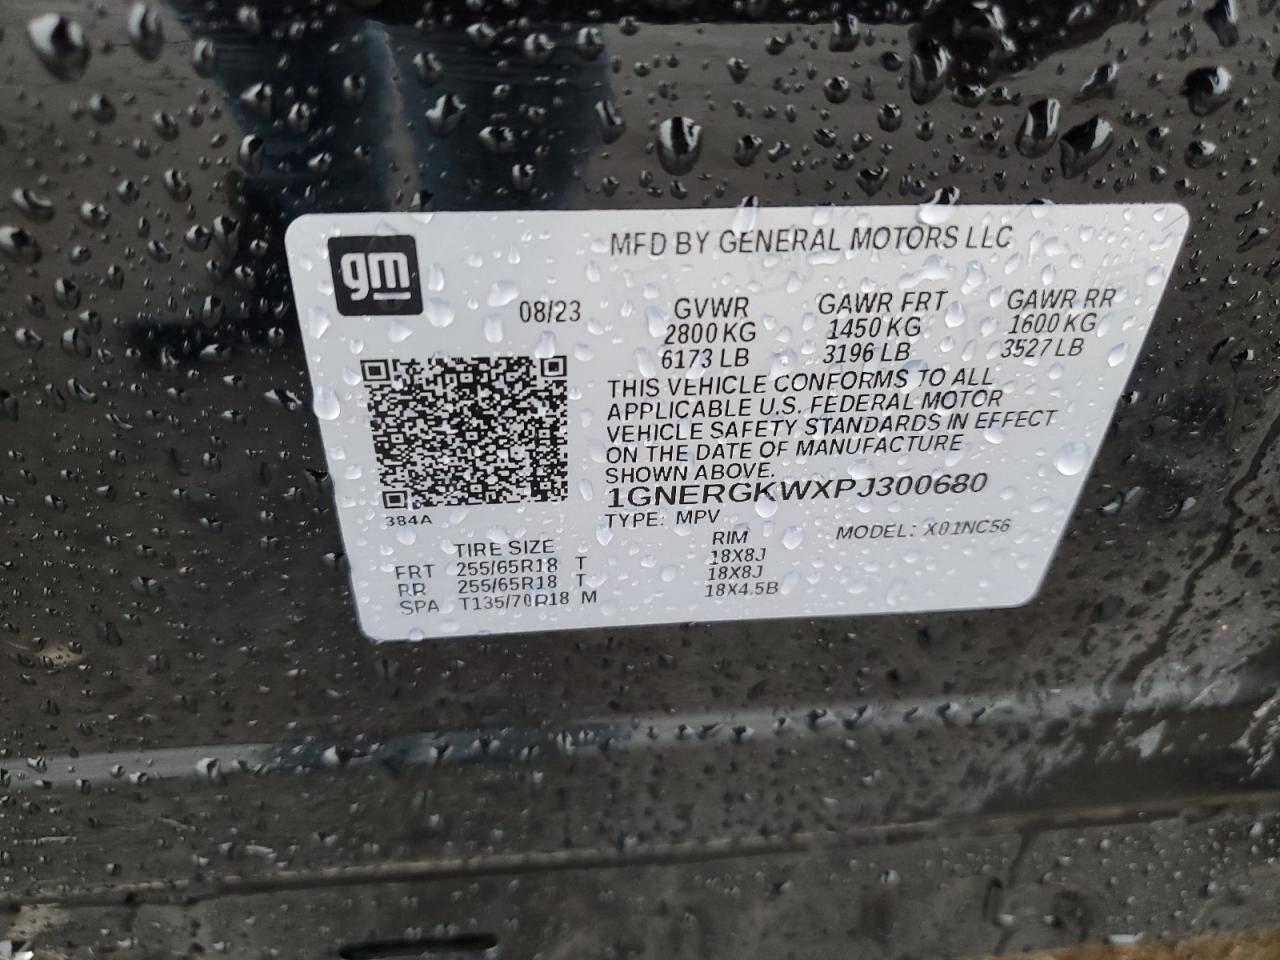 gm
MFD BY GENERAL MOTORS LLC
08/23
GVWR GAWR FRT GAWR RR
2800 KG 1450 KG 1600 KG
6173 LB 3196 LB 3527 LB
THIS VEHICLE CONFORMS TO ALL
APPLICABLE U.S. FEDERAL MOTOR
VEHICLE SAFETY STANDARDS IN EFFECT
ON THE DATE OF MANUFACTURE
SHOWN ABOVE.
1GNERGKWXPJ300680
384A
TYPE: MPV MODEL: X01NC56
TIRE SIZE RIM
FRT 255/65R18 T 18X8J
RR 255/65R18 T 18X8J
SPA T135/70R18 M 18X4.5B